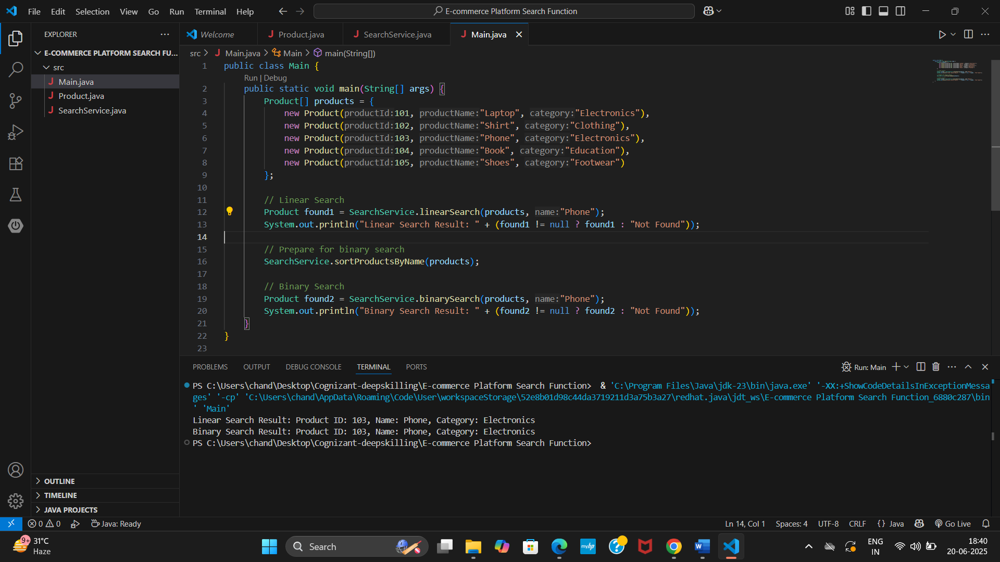 File Edit Selection View Go Run Terminal Help
E-commerce Platform Search Function
EXPLORER
Welcome
Product.java
SearchService.java
Main.java
E-COMMERCE PLATFORM SEARCH FU...
src
Main.java
Product.java
SearchService.java
src > Main.java > Main > main(String[])
1 public class Main {
Run | Debug
2 public static void main(String[] args) {
3 Product[] products = {
4 new Product(productId:101, productName:"Laptop", category:"Electronics"),
5 new Product(productId:102, productName:"Shirt", category:"Clothing"),
6 new Product(productId:103, productName:"Phone", category:"Electronics"),
7 new Product(productId:104, productName:"Book", category:"Education"),
8 new Product(productId:105, productName:"Shoes", category:"Footwear")
9 };
10
11 // Linear Search
12 Product found1 = SearchService.linearSearch(products, name:"Phone");
13 System.out.println("Linear Search Result: " + (found1 != null ? found1 : "Not Found"));
14
15 // Prepare for binary search
16 SearchService.sortProductsByName(products);
17
18 // Binary Search
19 Product found2 = SearchService.binarySearch(products, name:"Phone");
20 System.out.println("Binary Search Result: " + (found2 != null ? found2 : "Not Found"));
21 }
22 }
23
PROBLEMS OUTPUT DEBUG CONSOLE TERMINAL PORTS
Run: Main
PS C:\Users\chand\Desktop\Cognizant-deepskilling\E-commerce Platform Search Function> & 'C:\Program Files\Java\jdk-23\bin\java.exe' '-XX:+ShowCodeDetailsInExceptionMessa
ges' '-cp' 'C:\Users\chand\AppData\Roaming\Code\User\workspaceStorage\52e8b01d98c44da3719211d3a75b3a27\redhat.java\jdt_ws\E-commerce Platform Search Function_6880c287\bin
' 'Main'
Linear Search Result: Product ID: 103, Name: Phone, Category: Electronics
Binary Search Result: Product ID: 103, Name: Phone, Category: Electronics
PS C:\Users\chand\Desktop\Cognizant-deepskilling\E-commerce Platform Search Function>
OUTLINE
TIMELINE
JAVA PROJECTS
0 0
Java: Ready
Ln 14, Col 1
Spaces: 4
UTF-8
CRLF
{} Java
Go Live
9+
31°C
Haze
Search
myhp
ENG
IN
18:40
20-06-2025